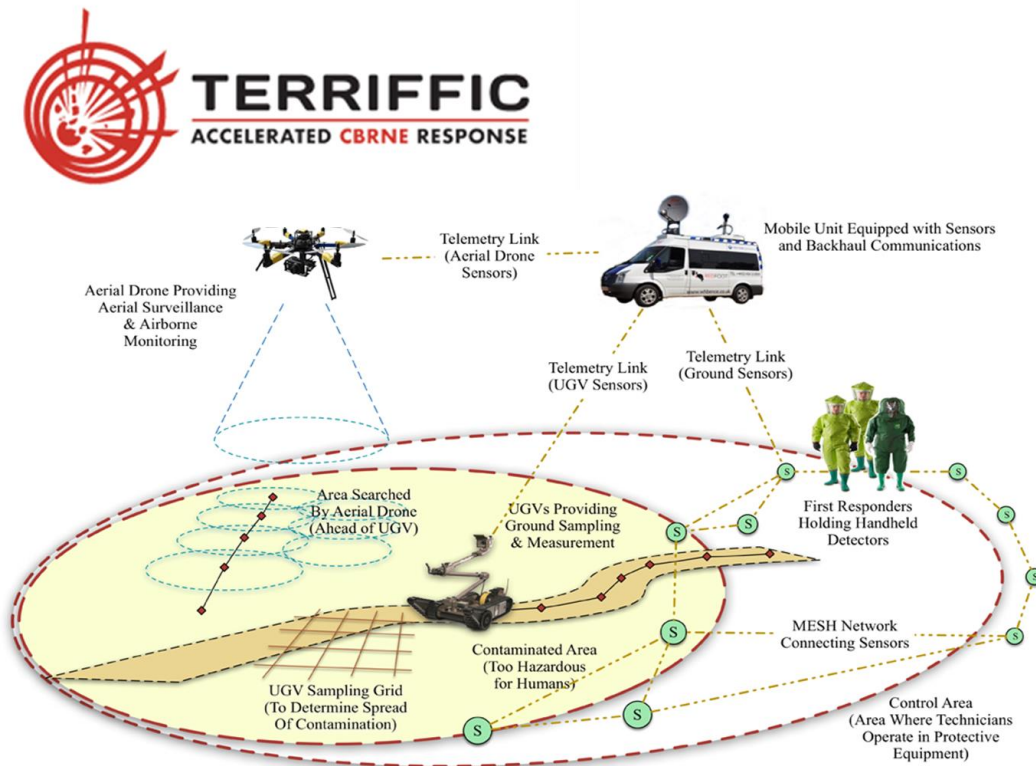 TERRIFFIC
ACCELERATED CBRNE RESPONSE
Telemetry Link
(Aerial Drone
Sensors)
Mobile Unit Equipped with Sensors
and Backhaul Communications
Aerial Drone Providing
Aerial Surveillance
& Airborne
Monitoring
Telemetry Link
(UGV Sensors)
Telemetry Link
(Ground Sensors)
Area Searched
By Aerial Drone
(Ahead of UGV)
UGVs Providing
Ground Sampling
& Measurement
First Responders
Holding Handheld
Detectors
S
S
S
S
S
S
S
MESH Network
Connecting Sensors
S
S
Contaminated Area
(Too Hazardous
for Humans)
UGV Sampling Grid
(To Determine Spread
Of Contamination)
Control Area
(Area Where Technicians
Operate in Protective
Equipment)
S
S